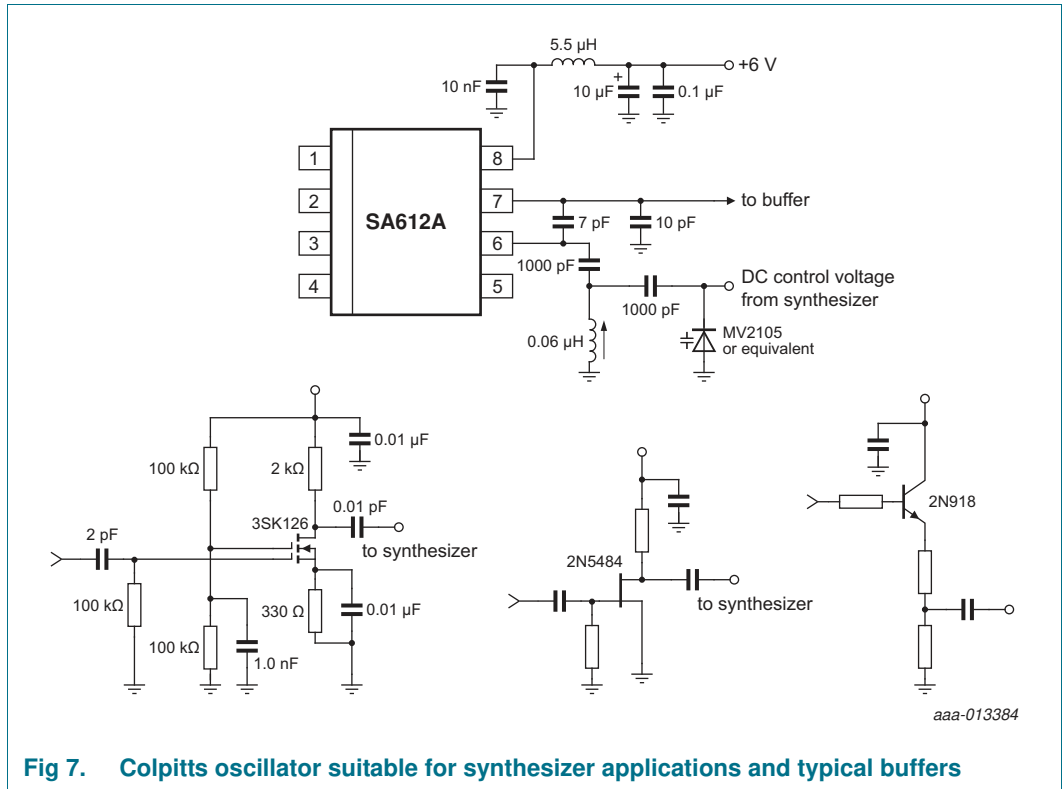 5.5 µH
+6 V
10 nF
+
10 µF
0.1 µF
1
8
2
SA612A
7
to buffer
7 pF
10 pF
3
6
1000 pF
4
5
DC control voltage
from synthesizer
1000 pF
0.06 µH
MV2105
or equivalent
0.01 µF
100 kΩ
2 kΩ
0.01 pF
3SK126
to synthesizer
2 pF
100 kΩ
330 Ω
0.01 µF
100 kΩ
1.0 nF
2N5484
to synthesizer
2N918
aaa-013384
Fig 7. Colpitts oscillator suitable for synthesizer applications and typical buffers